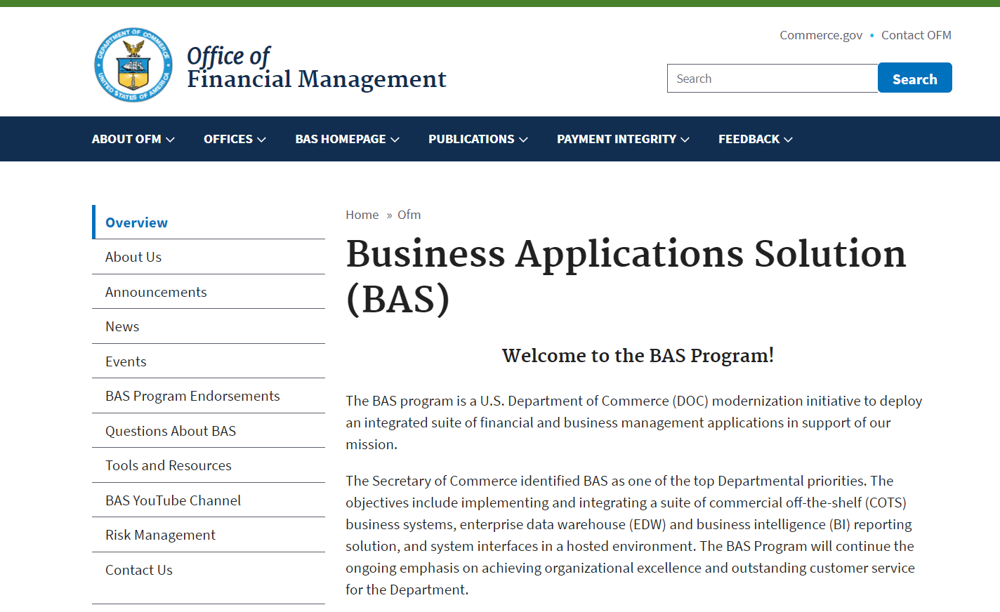 DEPARTMENT OF COMMERCE
UNITED STATES OF AMERICA
Office of
Financial Management
Commerce.gov • Contact OFM
Search Search
ABOUT OFM OFFICES BAS HOMEPAGE PUBLICATIONS PAYMENT INTEGRITY FEEDBACK
Overview
About Us
Announcements
News
Events
BAS Program Endorsements
Questions About BAS
Tools and Resources
BAS YouTube Channel
Risk Management
Contact Us
Home » Ofm
Business Applications Solution
(BAS)
Welcome to the BAS Program!
The BAS program is a U.S. Department of Commerce (DOC) modernization initiative to deploy
an integrated suite of financial and business management applications in support of our
mission.
The Secretary of Commerce identified BAS as one of the top Departmental priorities. The
objectives include implementing and integrating a suite of commercial off-the-shelf (COTS)
business systems, enterprise data warehouse (EDW) and business intelligence (BI) reporting
solution, and system interfaces in a hosted environment. The BAS Program will continue the
ongoing emphasis on achieving organizational excellence and outstanding customer service
for the Department.